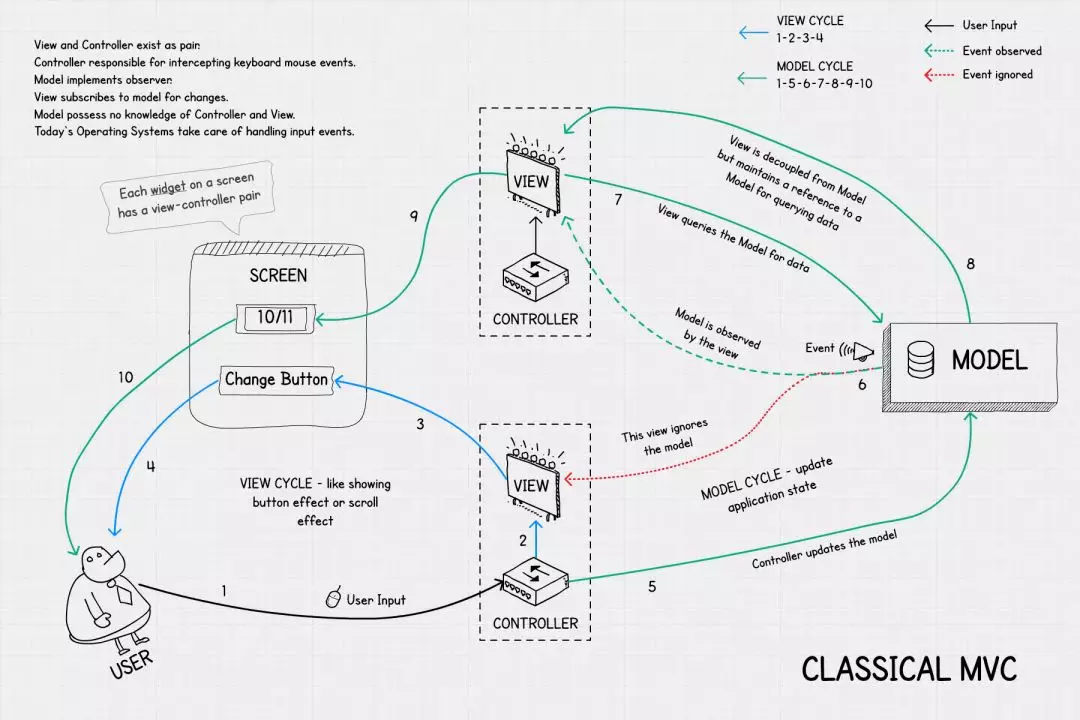 View and Controller exist as pair.
Controller responsible for intercepting keyboard mouse events.
Model implements observer.
View subscribes to model for changes.
Model possess no knowledge of Controller and View.
Today's Operating Systems take care of handling input events.
VIEW CYCLE
1-2-3-4
MODEL CYCLE
1-5-6-7-8-9-10
User Input
Event observed
Event ignored
Each widget on a screen
has a view-controller pair
SCREEN
10/11
Change Button
VIEW
CONTROLLER
9
7
8
View is decoupled from Model
but maintains a reference to a
Model for querying data
View queries the Model for data
Model is observed
by the view
Event
6
MODEL
10
4
3
This view ignores
the model
VIEW CYCLE - like showing
button effect or scroll
effect
VIEW
2
CONTROLLER
MODEL CYCLE - update
application state
Controller updates the model
5
1
User Input
USER
CLASSICAL MVC